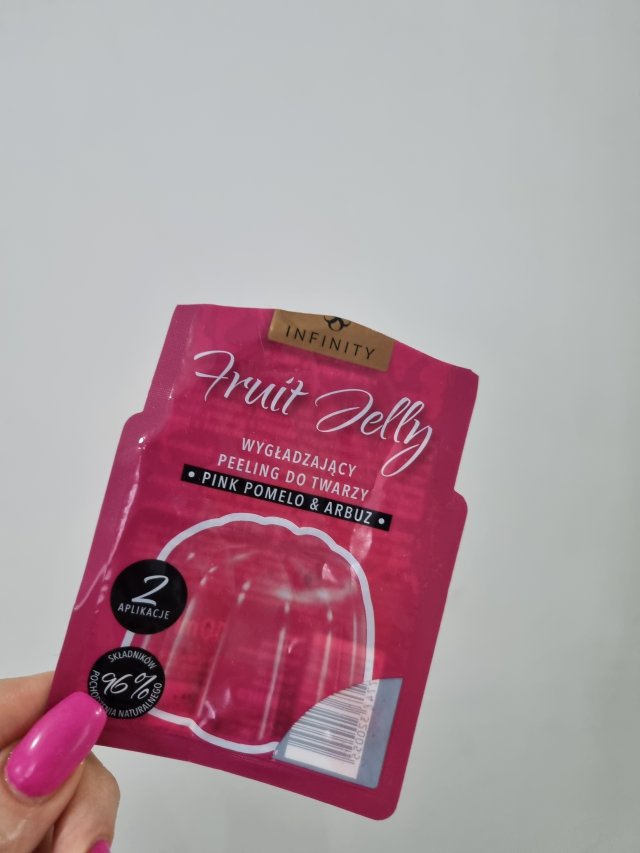 INFINITY
Fruit Jelly
WYGŁADZAJĄCY
PEELING DO TWARZY
• PINK POMELO & ARBUZ •
2
APLIKACJE
SKŁADNIKÓW
96%
POCHODZENIA NATURALNEGO